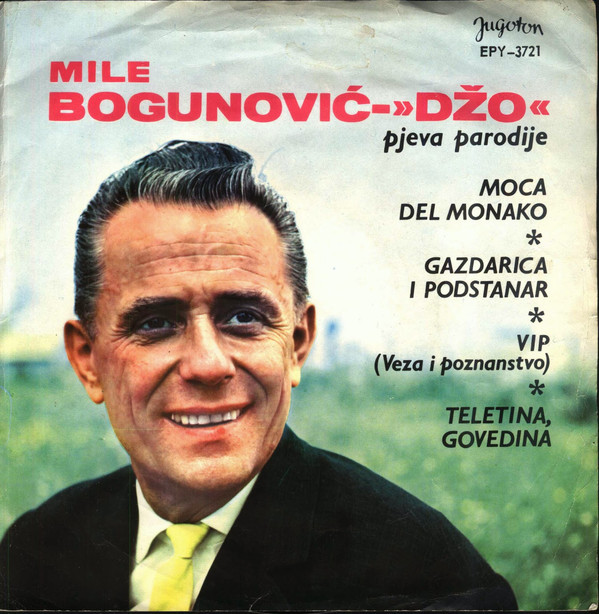 Jugoton
EPY-3721
MILE
BOGUNOVIĆ-»DŽO«
pjeva parodije
MOCA
DEL MONAKO
*
GAZDARICA
I PODSTANAR
*
VIP
(Veza i poznanstvo)
*
TELETINA,
GOVEDINA